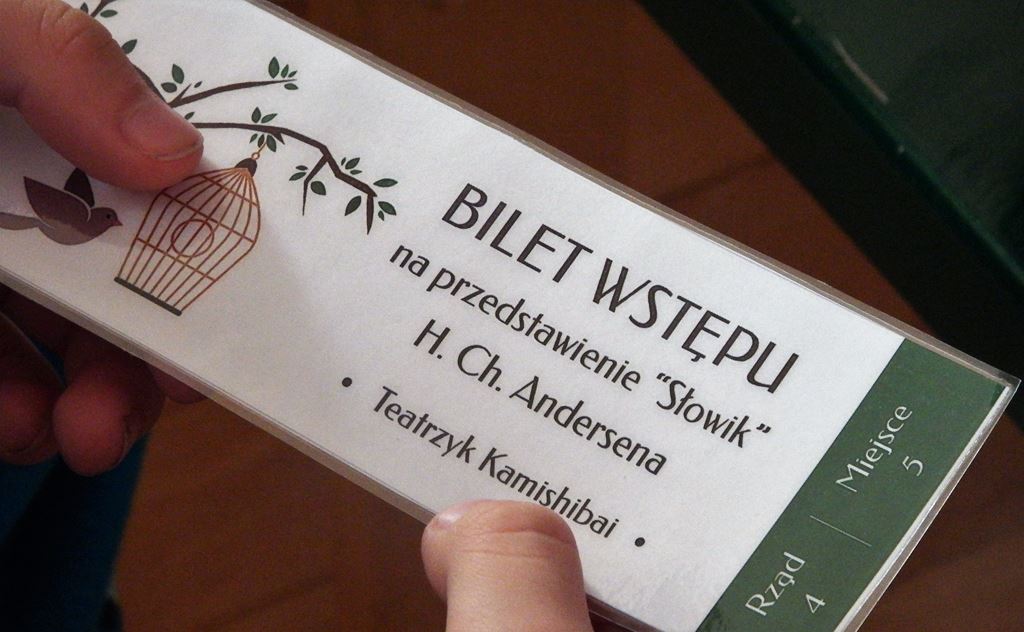 BILET WSTĘPU
na przedstawienie "Słowik"
H. Ch. Andersena
• Teatrzyk Kamishibai •
Rząd | Miejsce
4 5